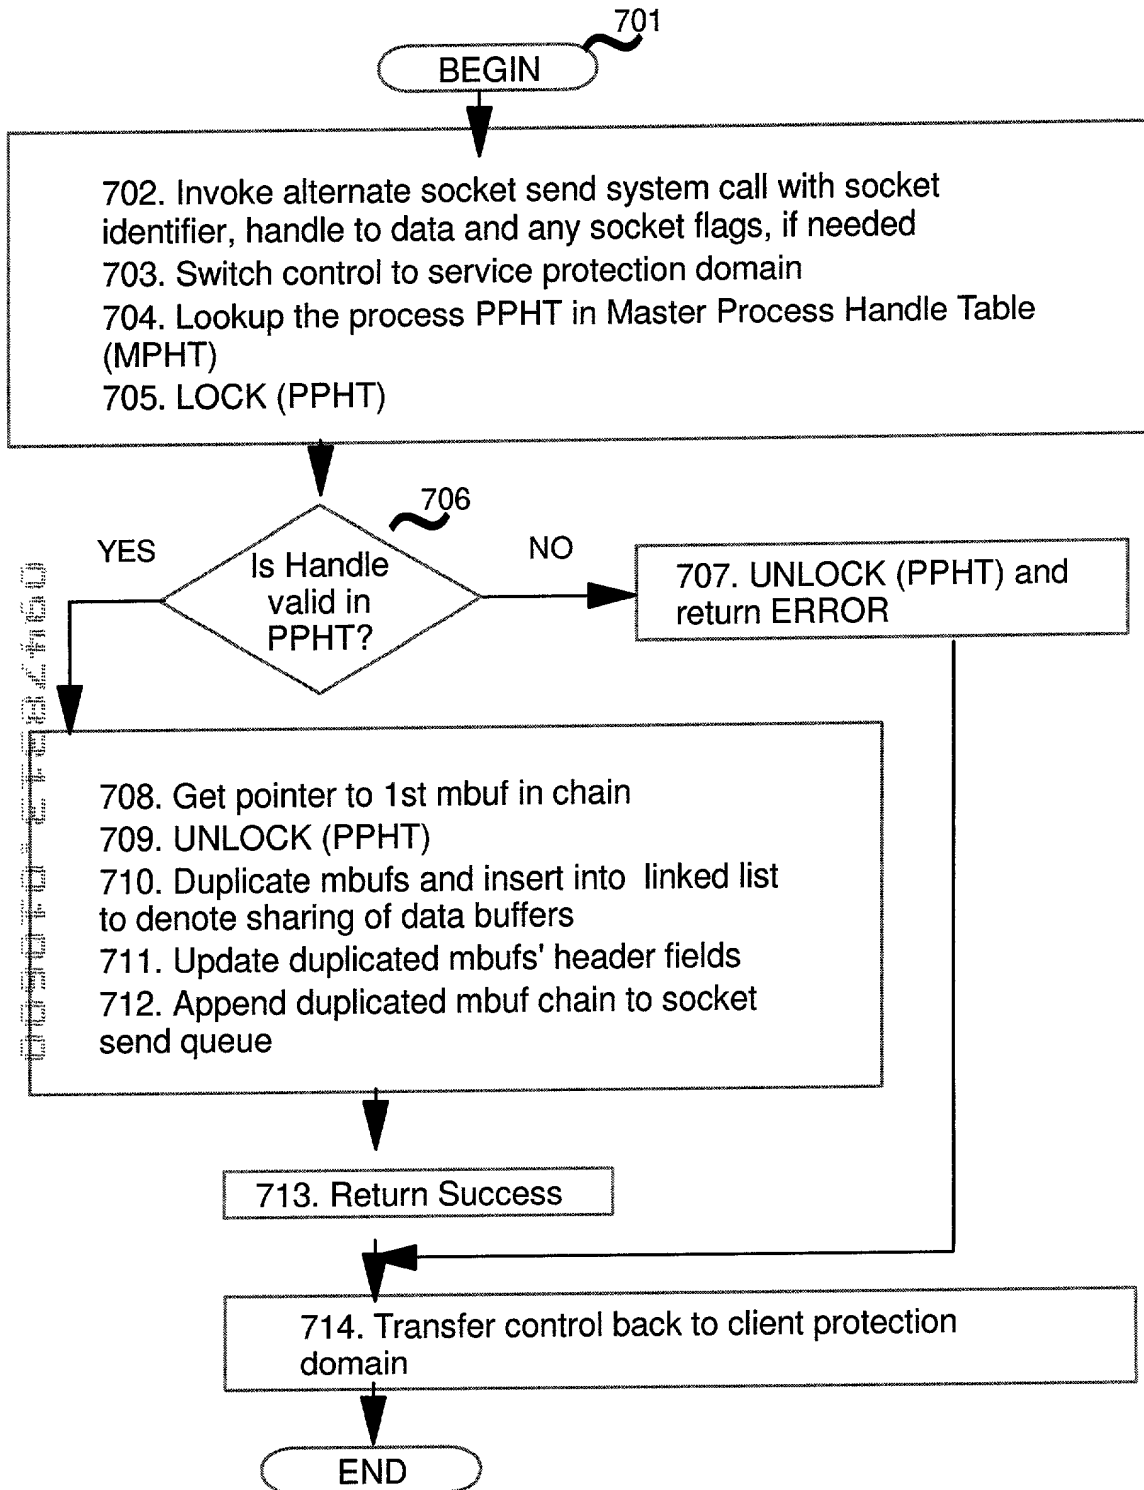 701
BEGIN
702. Invoke alternate socket send system call with socket
identifier, handle to data and any socket flags, if needed
703. Switch control to service protection domain
704. Lookup the process PPHT in Master Process Handle Table
(MPHT)
705. LOCK (PPHT)
706
YES
NO
Is Handle
valid in
PPHT?
707. UNLOCK (PPHT) and
return ERROR
708. Get pointer to 1st mbuf in chain
709. UNLOCK (PPHT)
710. Duplicate mbufs and insert into linked list
to denote sharing of data buffers
711. Update duplicated mbufs' header fields
712. Append duplicated mbuf chain to socket
send queue
713. Return Success
714. Transfer control back to client protection
domain
END